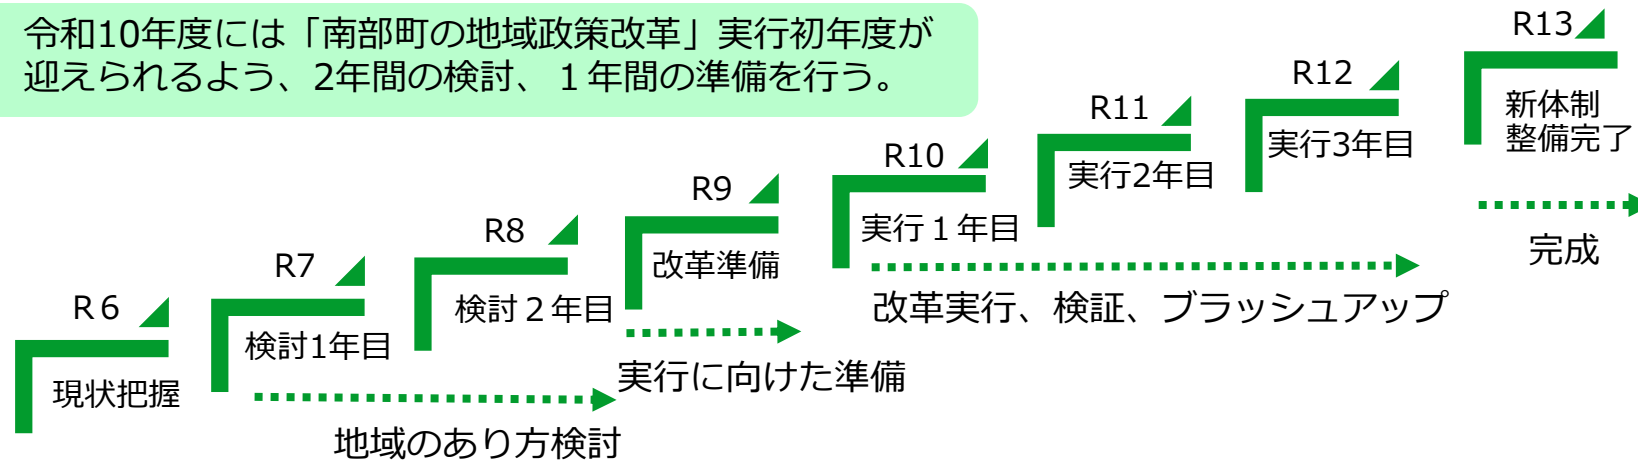 令和10年度には「南部町の地域政策改革」実行初年度が
迎えられるよう、2年間の検討、１年間の準備を行う。
R６
現状把握
R7
検討1年目
R8
検討２年目
地域のあり方検討
R9
改革準備
実行に向けた準備
R10
実行１年目
R11
実行2年目
R12
実行3年目
改革実行、検証、ブラッシュアップ
R13
新体制
整備完了
完成